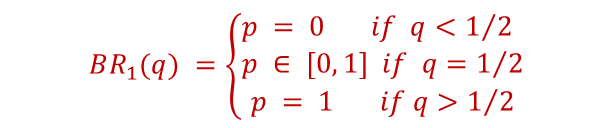 p = 0 if q < 1/2
BR₁(q) = { p ∈ [0,1] if q = 1/2
p = 1 if q > 1/2